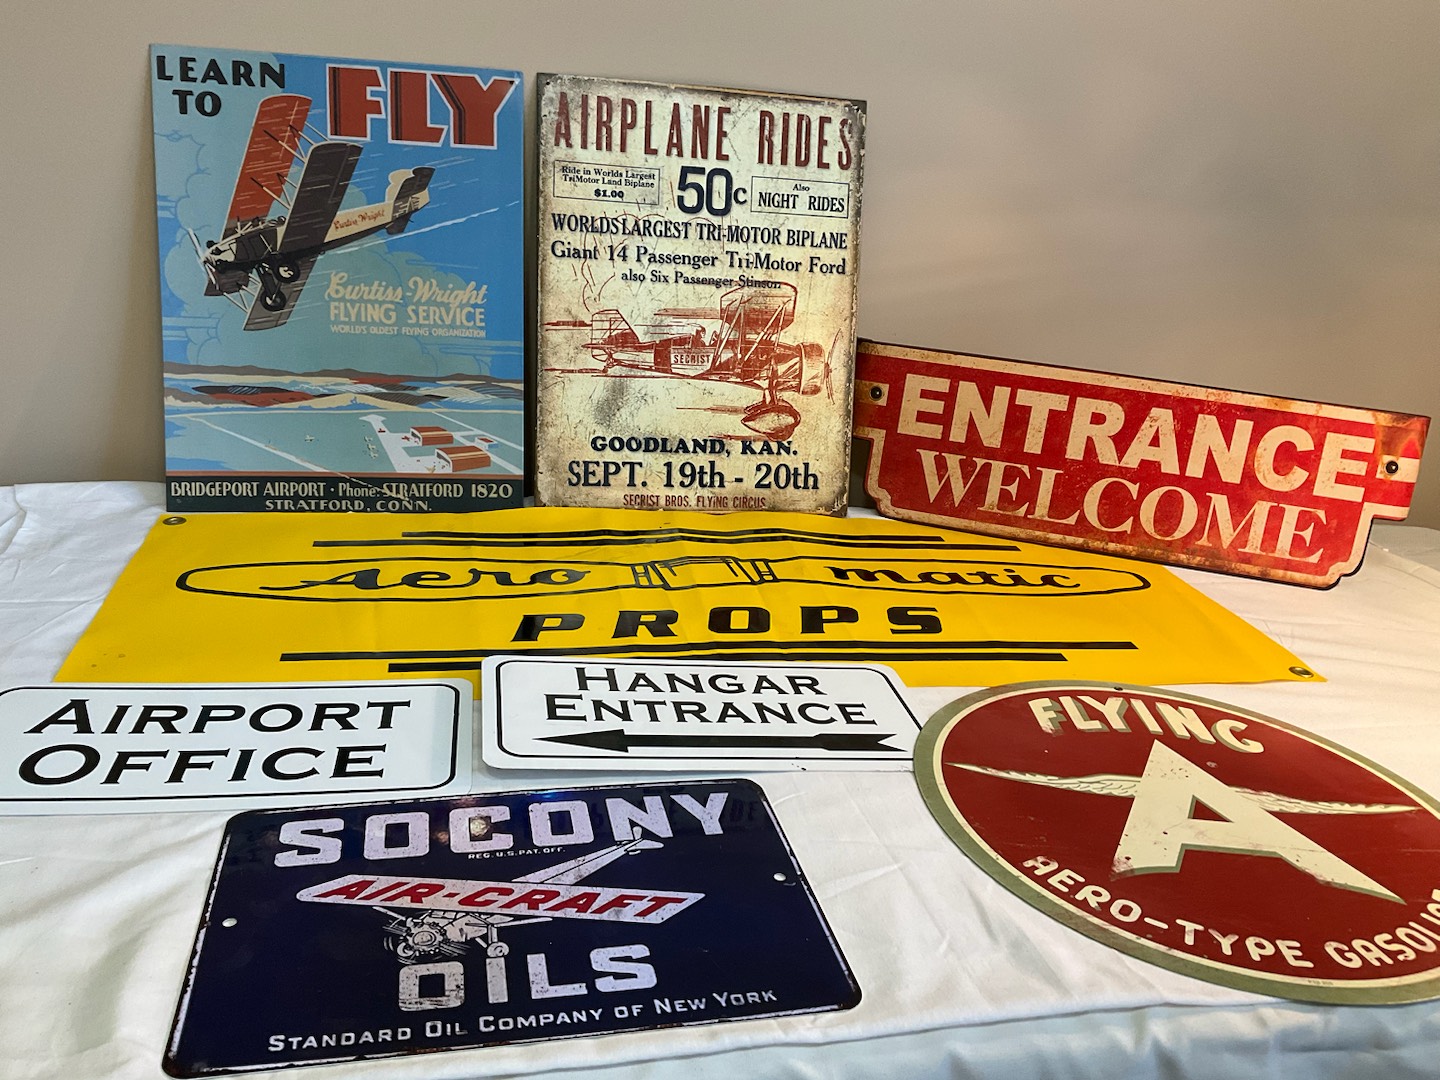 LEARN
TO FLY
Curtiss-Wright
Curtiss-Wright
FLYING SERVICE
WORLD'S OLDEST FLYING ORGANIZATION
BRIDGEPORT AIRPORT · Phone: STRATFORD 1820
STRATFORD, CONN.
AIRPLANE RIDES
Ride in Worlds Largest
TriMotor Land Biplane
$1.00
50c
Also
NIGHT RIDES
WORLDS LARGEST TRI-MOTOR BIPLANE
Giant 14 Passenger Tri-Motor Ford
also Six Passenger Stinson
SECRIST
GOODLAND, KAN.
SEPT. 19th - 20th
SECRIST BROS. FLYING CIRCUS
ENTRANCE
WELCOME
Aero matic
PROPS
AIRPORT
OFFICE
HANGAR
ENTRANCE
SOCONY
REG. U.S. PAT. OFF.
AIR-CRAFT
OILS
STANDARD OIL COMPANY OF NEW YORK
FLYING
A
AERO-TYPE